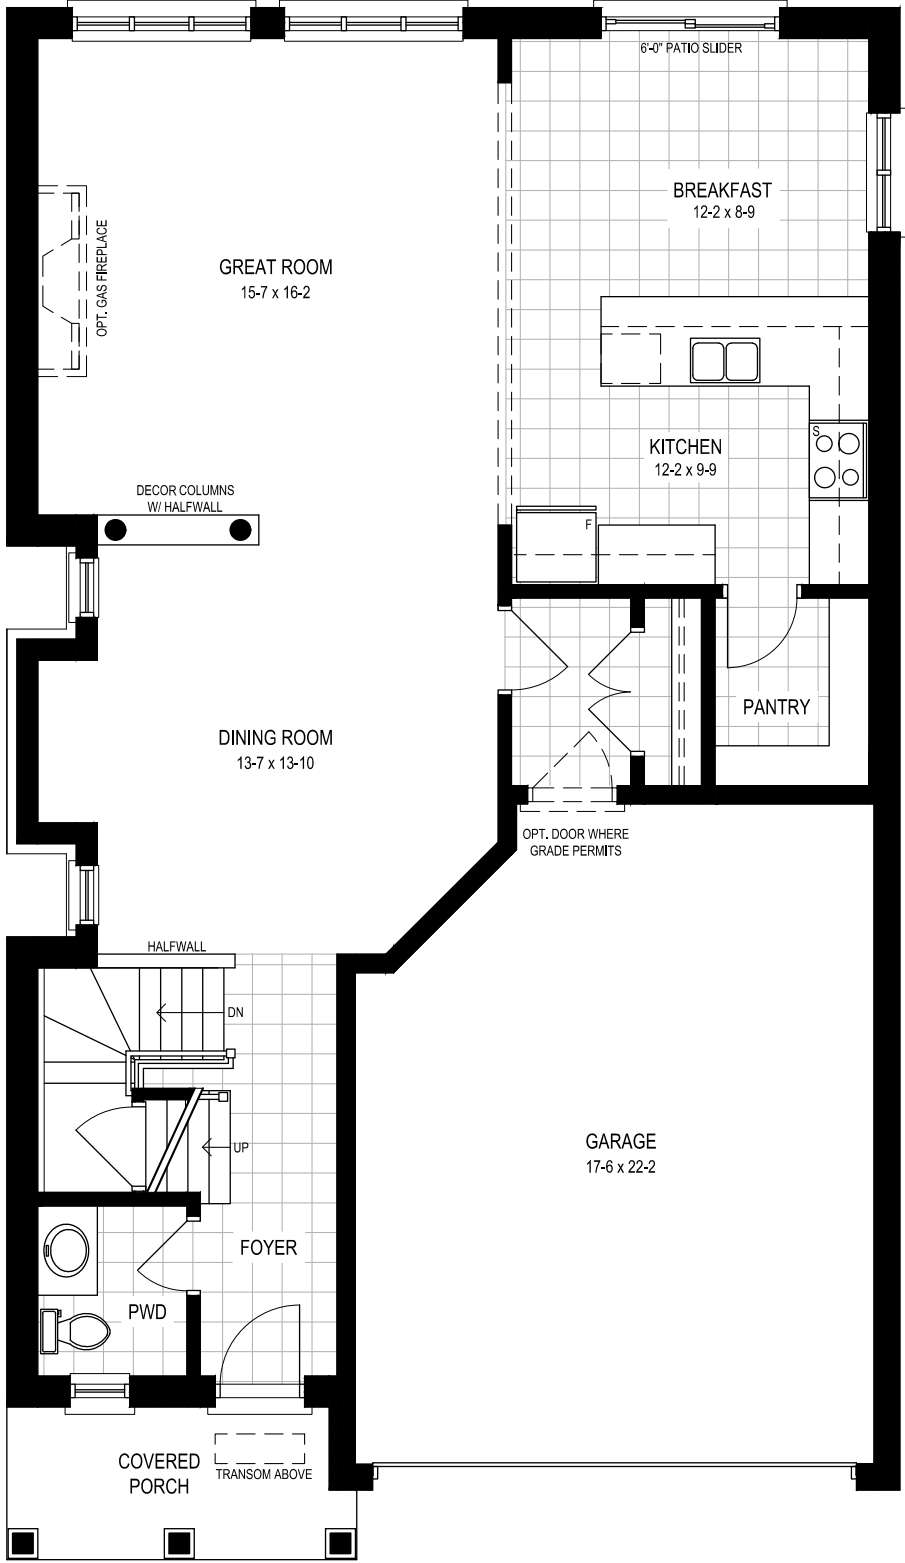 6'-0" PATIO SLIDER
BREAKFAST
12-2 x 8-9
GREAT ROOM
15-7 x 16-2
OPT. GAS FIREPLACE
KITCHEN
12-2 x 9-9
S
DECOR COLUMNS
W/ HALFWALL
F
PANTRY
DINING ROOM
13-7 x 13-10
OPT. DOOR WHERE
GRADE PERMITS
HALFWALL
DN
UP
GARAGE
17-6 x 22-2
FOYER
PWD
COVERED
PORCH
TRANSOM ABOVE